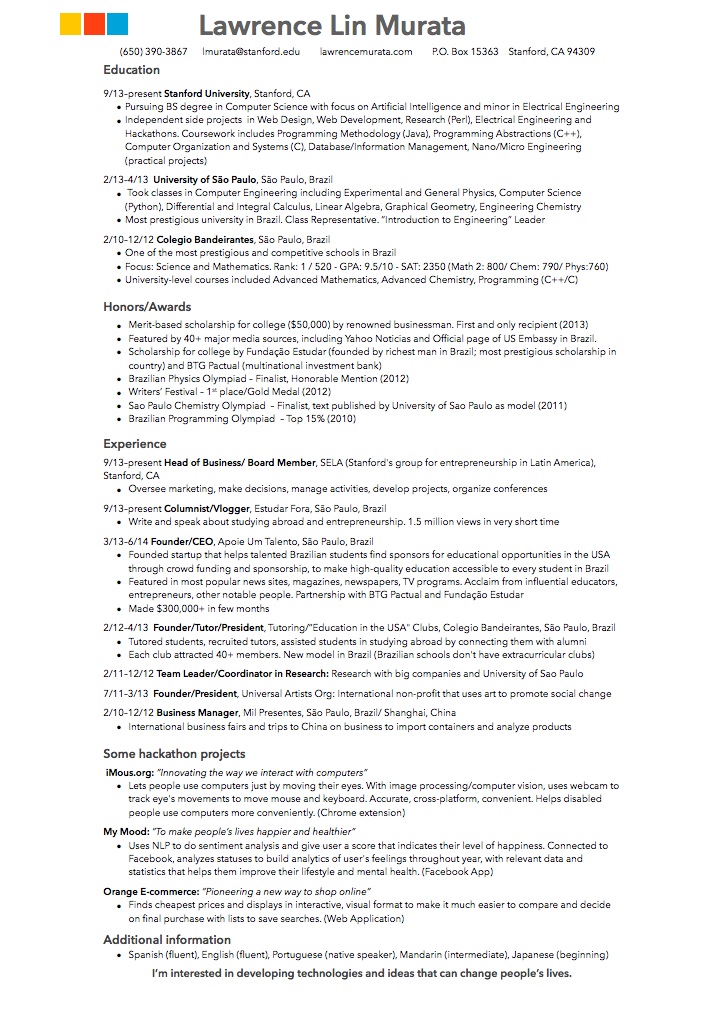 Lawrence Lin Murata
(650) 390-3867 lmurata@stanford.edu lawrencemurata.com P.O. Box 15363 Stanford, CA 94309
Education
9/13–present Stanford University, Stanford, CA
• Pursuing BS degree in Computer Science with focus on Artificial Intelligence and minor in Electrical Engineering
• Independent side projects in Web Design, Web Development, Research (Perl), Electrical Engineering and
Hackathons. Coursework includes Programming Methodology (Java), Programming Abstractions (C++),
Computer Organization and Systems (C), Database/Information Management, Nano/Micro Engineering
(practical projects)
2/13-4/13 University of São Paulo, São Paulo, Brazil
• Took classes in Computer Engineering including Experimental and General Physics, Computer Science
(Python), Differential and Integral Calculus, Linear Algebra, Graphical Geometry, Engineering Chemistry
• Most prestigious university in Brazil. Class Representative. "Introduction to Engineering" Leader
2/10-12/12 Colegio Bandeirantes, São Paulo, Brazil
• One of the most prestigious and competitive schools in Brazil
• Focus: Science and Mathematics. Rank: 1 / 520 - GPA: 9.5/10 - SAT: 2350 (Math 2: 800/ Chem: 790/ Phys:760)
• University-level courses included Advanced Mathematics, Advanced Chemistry, Programming (C++/C)
Honors/Awards
• Merit-based scholarship for college ($50,000) by renowned businessman. First and only recipient (2013)
• Featured by 40+ major media sources, including Yahoo Noticias and Official page of US Embassy in Brazil.
• Scholarship for college by Fundação Estudar (founded by richest man in Brazil; most prestigious scholarship in
country) and BTG Pactual (multinational investment bank)
• Brazilian Physics Olympiad – Finalist, Honorable Mention (2012)
• Writers' Festival – 1st place/Gold Medal (2012)
• Sao Paulo Chemistry Olympiad – Finalist, text published by University of Sao Paulo as model (2011)
• Brazilian Programming Olympiad – Top 15% (2010)
Experience
9/13–present Head of Business/ Board Member, SELA (Stanford's group for entrepreneurship in Latin America),
Stanford, CA
• Oversee marketing, make decisions, manage activities, develop projects, organize conferences
9/13–present Columnist/Vlogger, Estudar Fora, São Paulo, Brazil
• Write and speak about studying abroad and entrepreneurship. 1.5 million views in very short time
3/13-6/14 Founder/CEO, Apoie Um Talento, São Paulo, Brazil
• Founded startup that helps talented Brazilian students find sponsors for educational opportunities in the USA
through crowd funding and sponsorship, to make high-quality education accessible to every student in Brazil
• Featured in most popular news sites, magazines, newspapers, TV programs. Acclaim from influential educators,
entrepreneurs, other notable people. Partnership with BTG Pactual and Fundação Estudar
• Made $300,000+ in few months
2/12-4/13 Founder/Tutor/President, Tutoring/"Education in the USA" Clubs, Colegio Bandeirantes, São Paulo, Brazil
• Tutored students, recruited tutors, assisted students in studying abroad by connecting them with alumni
• Each club attracted 40+ members. New model in Brazil (Brazilian schools don't have extracurricular clubs)
2/11-12/12 Team Leader/Coordinator in Research: Research with big companies and University of Sao Paulo
7/11-3/13 Founder/President, Universal Artists Org: International non-profit that uses art to promote social change
2/10-12/12 Business Manager, Mil Presentes, São Paulo, Brazil/ Shanghai, China
• International business fairs and trips to China on business to import containers and analyze products
Some hackathon projects
iMous.org: "Innovating the way we interact with computers"
• Lets people use computers just by moving their eyes. With image processing/computer vision, uses webcam to
track eye's movements to move mouse and keyboard. Accurate, cross-platform, convenient. Helps disabled
people use computers more conveniently. (Chrome extension)
My Mood: "To make people's lives happier and healthier"
• Uses NLP to do sentiment analysis and give user a score that indicates their level of happiness. Connected to
Facebook, analyzes statuses to build analytics of user's feelings throughout year, with relevant data and
statistics that helps them improve their lifestyle and mental health. (Facebook App)
Orange E-commerce: "Pioneering a new way to shop online"
• Finds cheapest prices and displays in interactive, visual format to make it much easier to compare and decide
on final purchase with lists to save searches. (Web Application)
Additional information
• Spanish (fluent), English (fluent), Portuguese (native speaker), Mandarin (intermediate), Japanese (beginning)
I'm interested in developing technologies and ideas that can change people's lives.